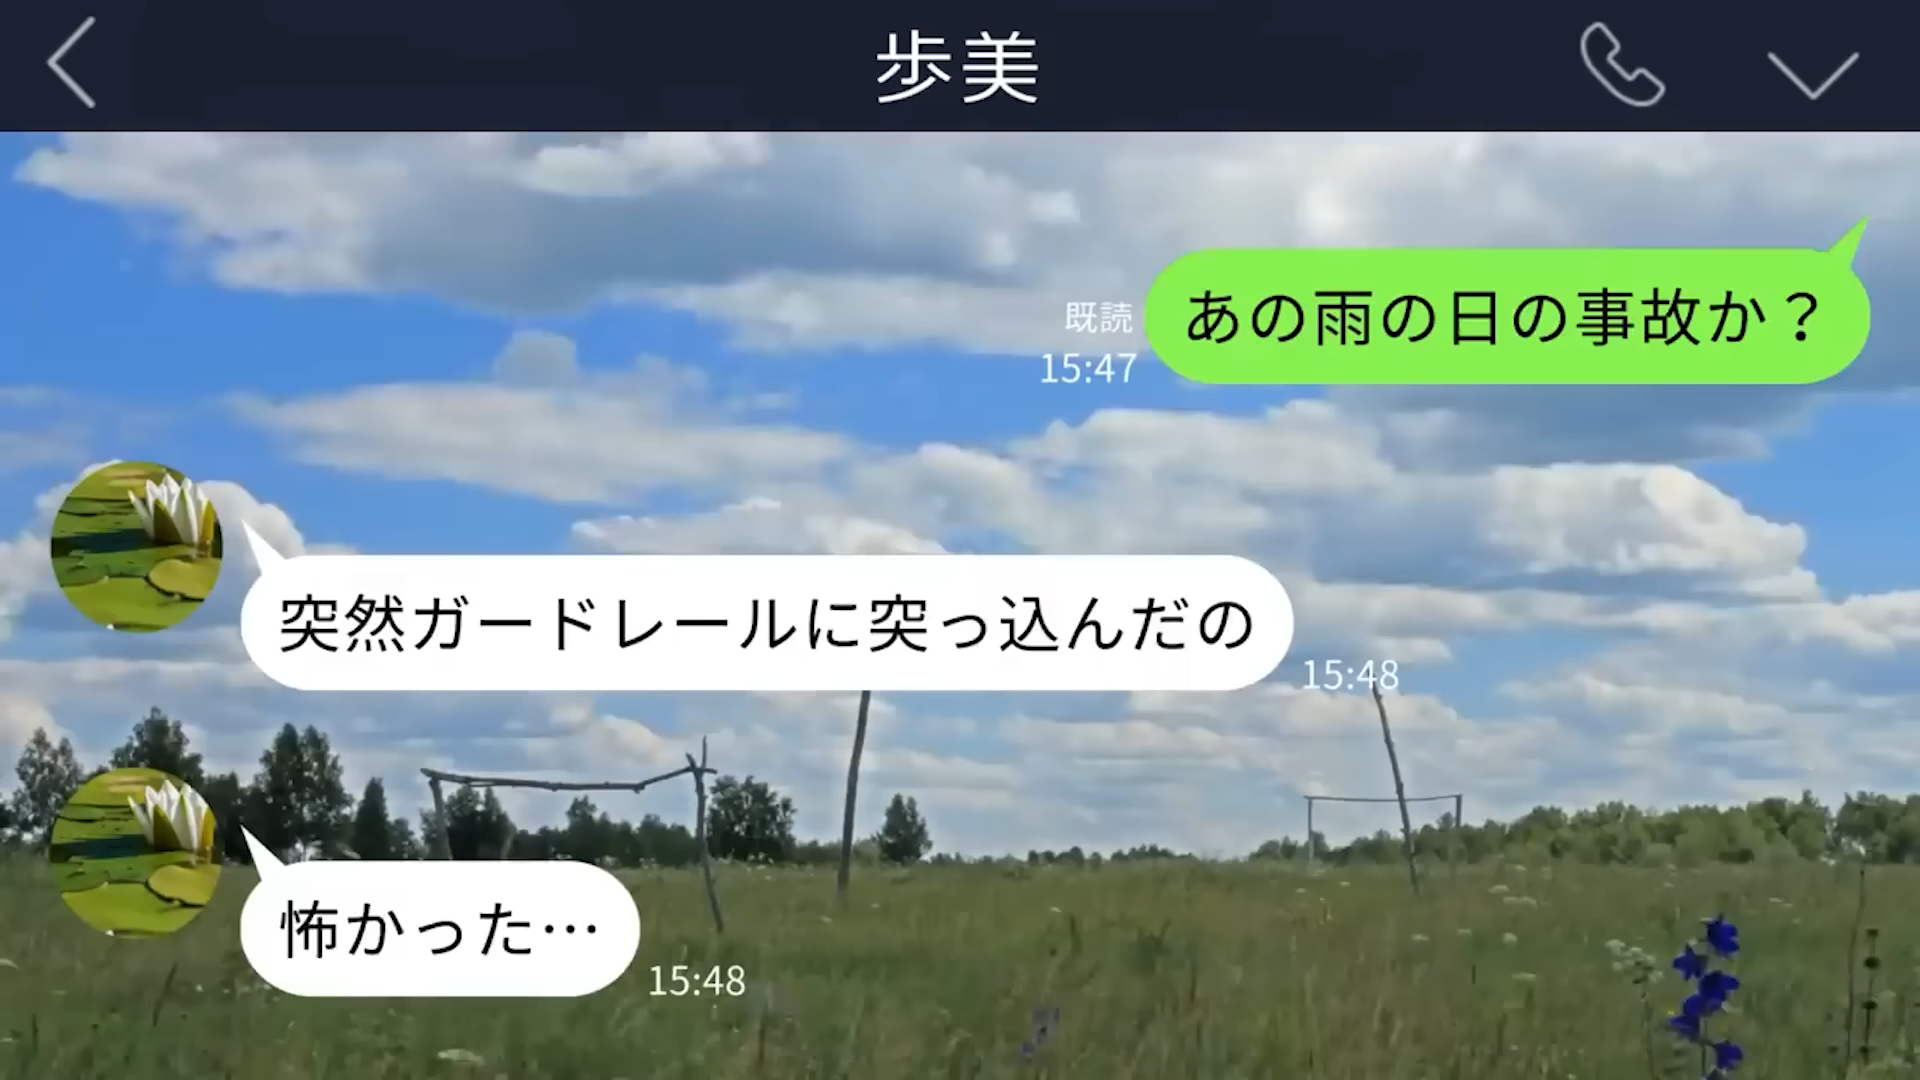 歩美
あの雨の日の事故か？
既読
15:47
突然ガードレールに突っ込んだの
15:48
怖かった…
15:48